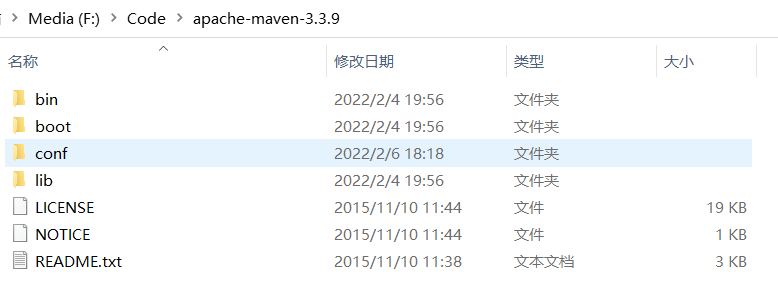 Media (F:) › Code › apache-maven-3.3.9
名称 修改日期 类型 大小
bin 2022/2/4 19:56 文件夹
boot 2022/2/4 19:56 文件夹
conf 2022/2/6 18:18 文件夹
lib 2022/2/4 19:56 文件夹
LICENSE 2015/11/10 11:44 文件 19 KB
NOTICE 2015/11/10 11:44 文件 1 KB
README.txt 2015/11/10 11:38 文本文档 3 KB